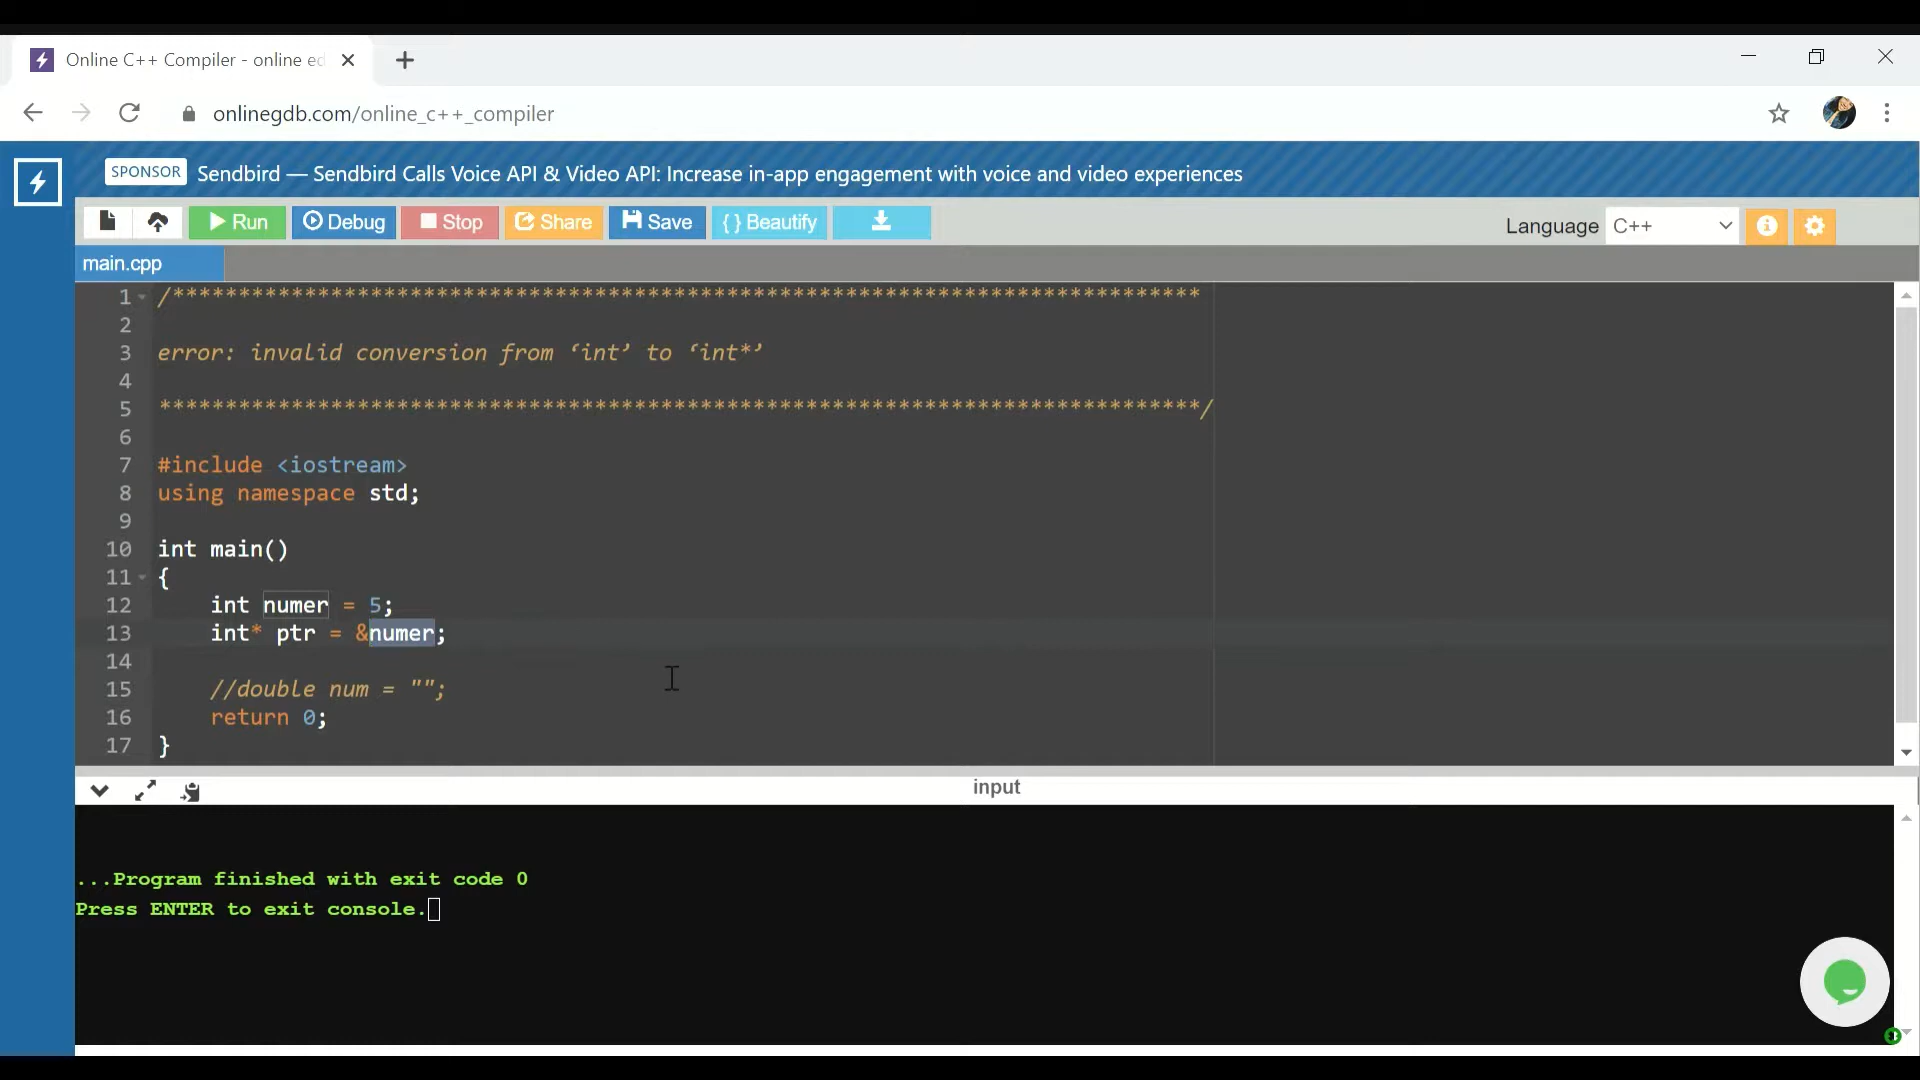 Online C++ Compiler - online ed
onlinegdb.com/online_c++_compiler
SPONSOR Sendbird — Sendbird Calls Voice API & Video API: Increase in-app engagement with voice and video experiences
Run Debug Stop Share Save {} Beautify Language C++
main.cpp
1 /******************************************************************************
2
3 error: invalid conversion from ‘int’ to ‘int*’
4
5 *******************************************************************************/
6
7 #include <iostream>
8 using namespace std;
9
10 int main()
11 {
12 int numer = 5;
13 int* ptr = &numer;
14
15 //double num = "";
16 return 0;
17 }
input
...Program finished with exit code 0
Press ENTER to exit console.